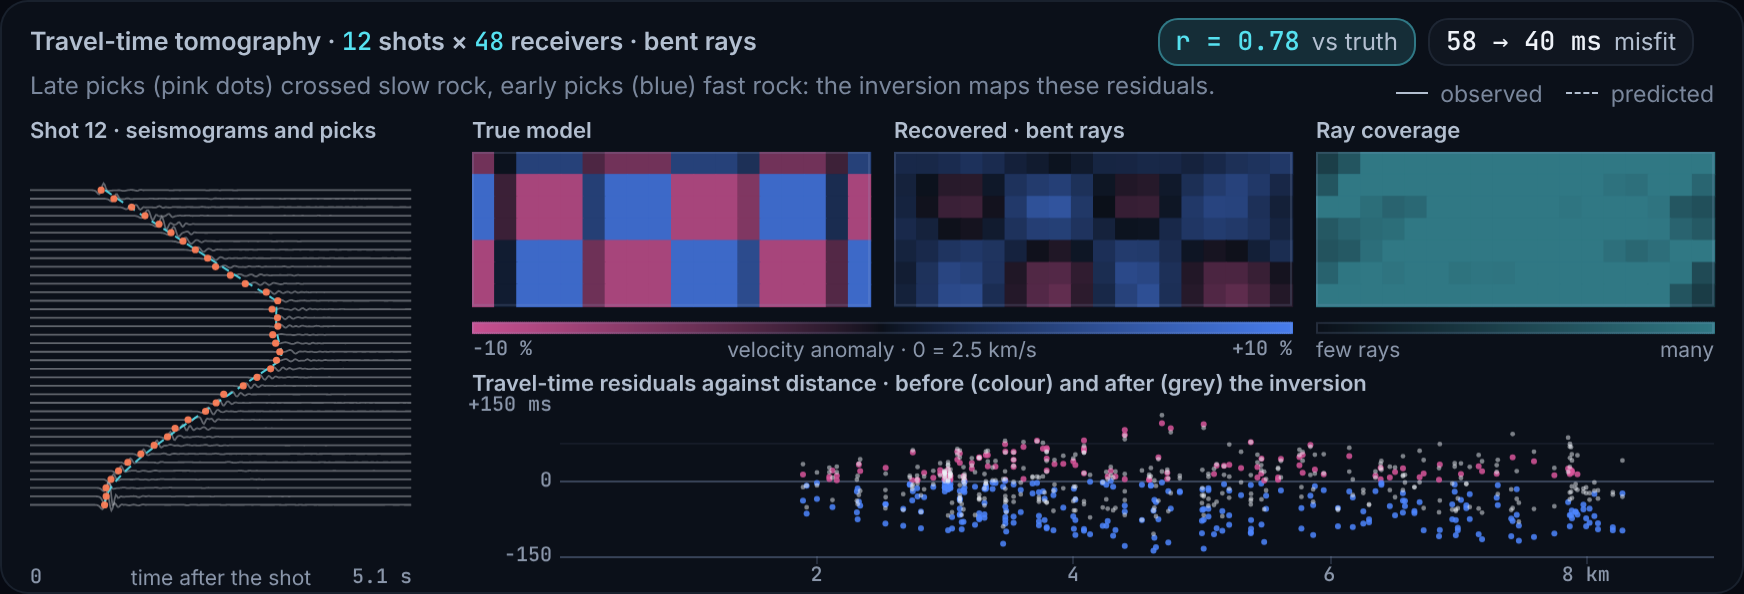 Travel-time tomography · 12 shots × 48 receivers · bent rays
r = 0.78 vs truth
58 → 40 ms misfit
Late picks (pink dots) crossed slow rock, early picks (blue) fast rock: the inversion maps these residuals.
observed
predicted
Shot 12 · seismograms and picks
True model
Recovered · bent rays
Ray coverage
-10 %
velocity anomaly · 0 = 2.5 km/s
+10 %
few rays
many
Travel-time residuals against distance · before (colour) and after (grey) the inversion
+150 ms
0
-150
2
4
6
8 km
0
time after the shot
5.1 s